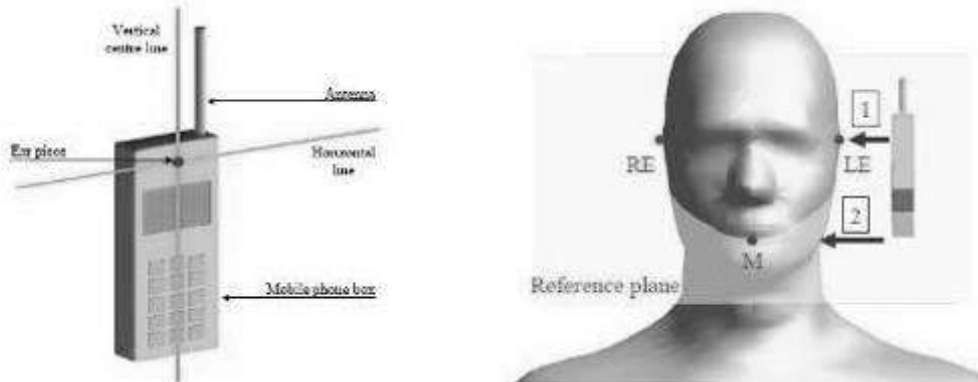 Vertical
centre line
Antenna
Ear piece
Horizontal
line
Mobile phone box
1
RE
LE
2
M
Reference plane